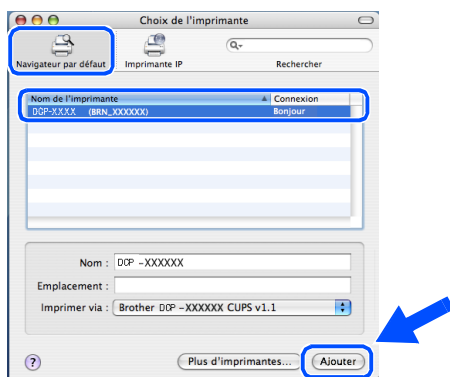 Choix de l'imprimante
Navigateur par défaut Imprimante IP Rechercher
Nom de l'imprimante Connexion
DCP-XXXX (BRN_XXXXXX) Bonjour
Nom : DCP -XXXXXX
Emplacement :
Imprimer via : Brother DCP -XXXXXX CUPS v1.1
? Plus d'imprimantes... Ajouter